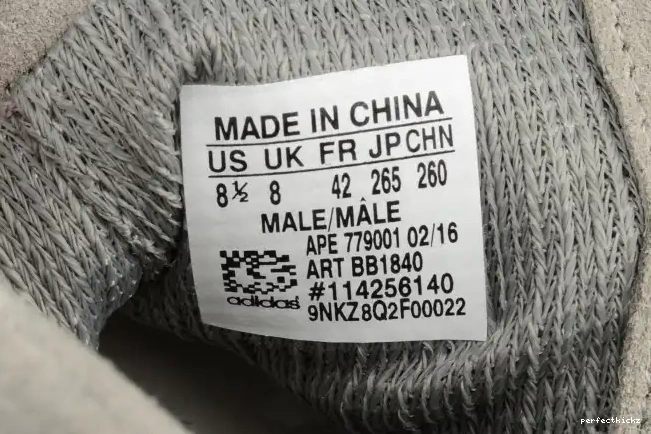 MADE IN CHINA
US UK FR JP CHN
8½ 8 42 265 260
MALE/MÂLE
APE 779001 02/16
ART BB1840
#114256140
adidas
9NKZ8Q2F00022
perfectkickz